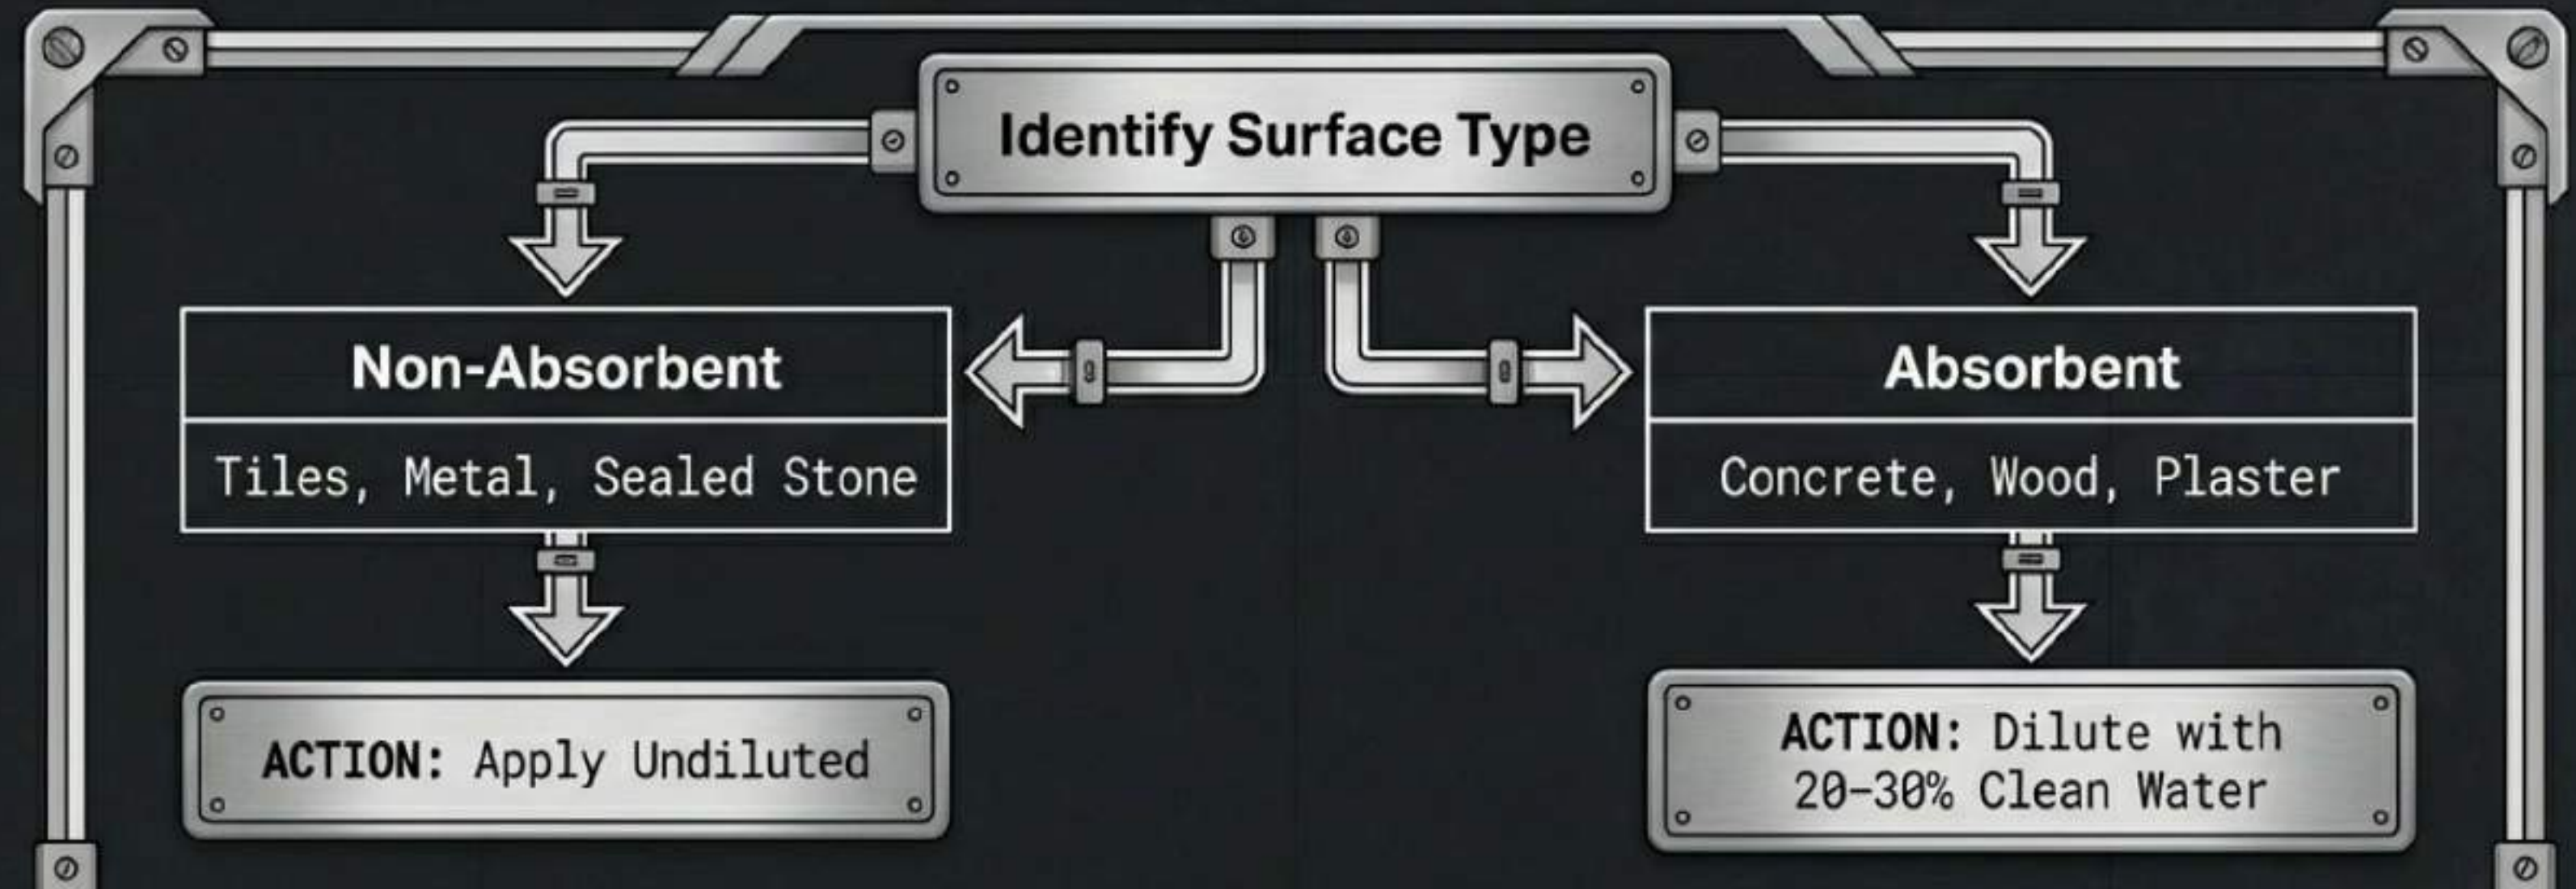 Identify Surface Type
Non-Absorbent
Tiles, Metal, Sealed Stone
ACTION: Apply Undiluted
Absorbent
Concrete, Wood, Plaster
ACTION: Dilute with
20-30% Clean Water